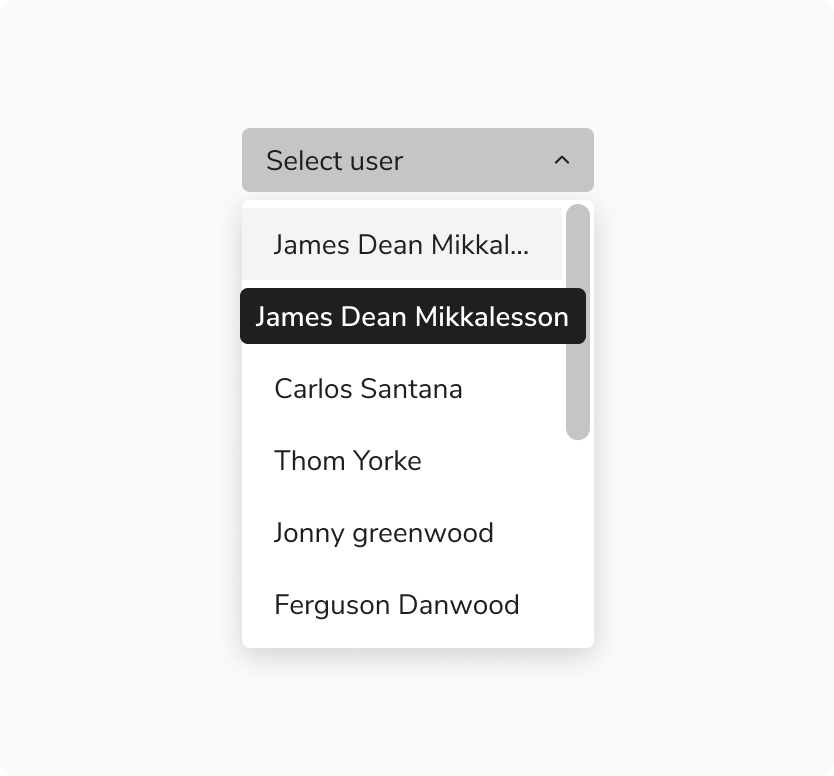 Select user
James Dean Mikkal...
James Dean Mikkalesson
Carlos Santana
Thom Yorke
Jonny greenwood
Ferguson Danwood